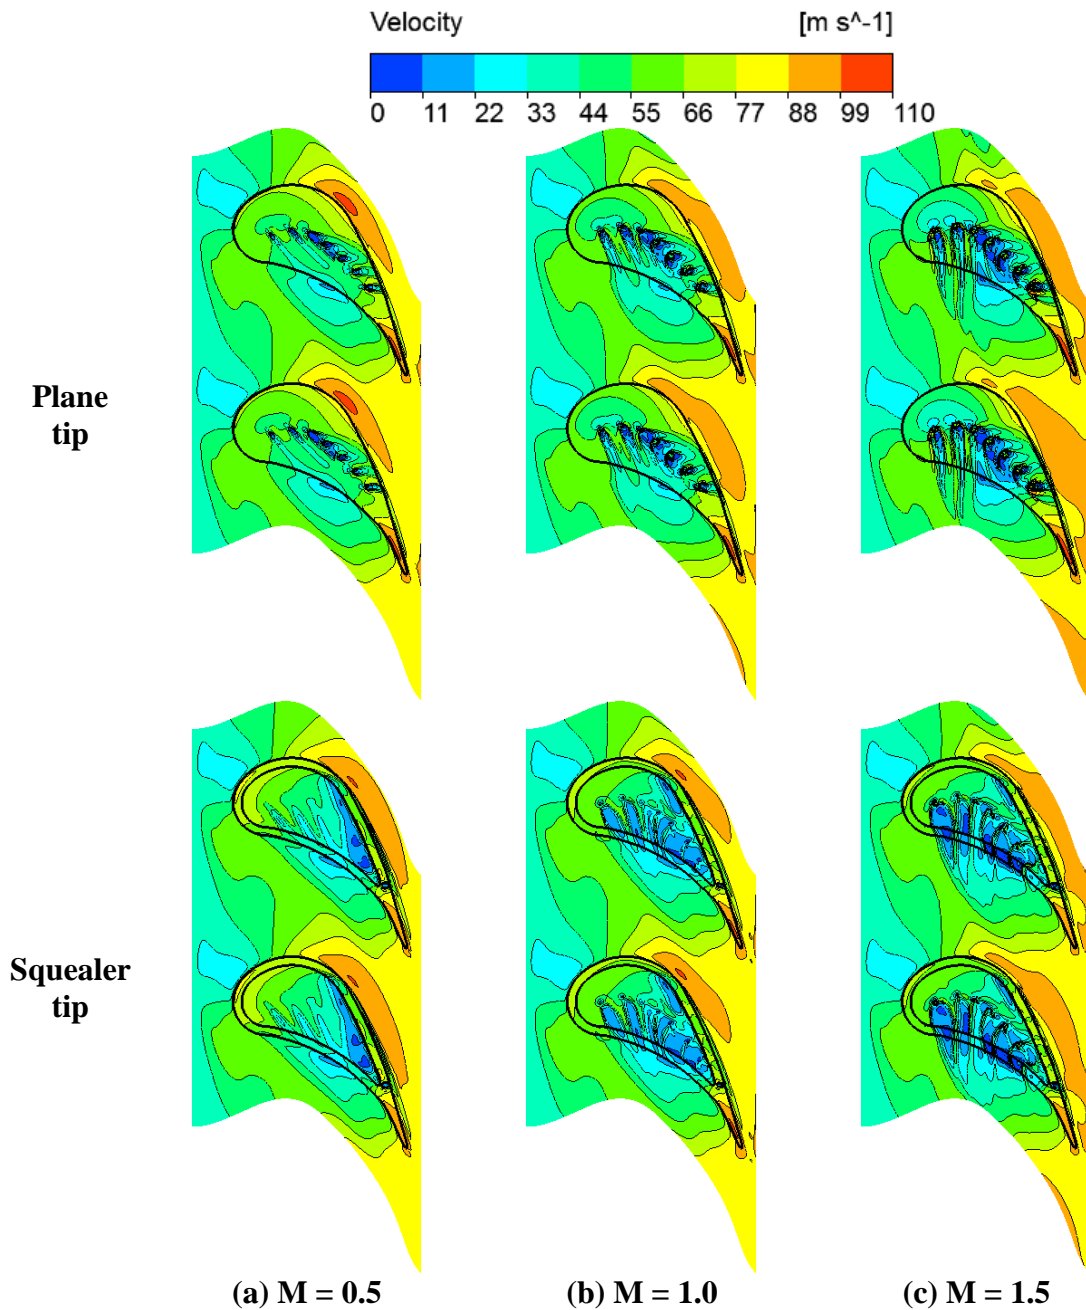 Velocity [m s^-1]
0 11 22 33 44 55 66 77 88 99 110
Plane
tip
Squealer
tip
(a) M = 0.5 (b) M = 1.0 (c) M = 1.5